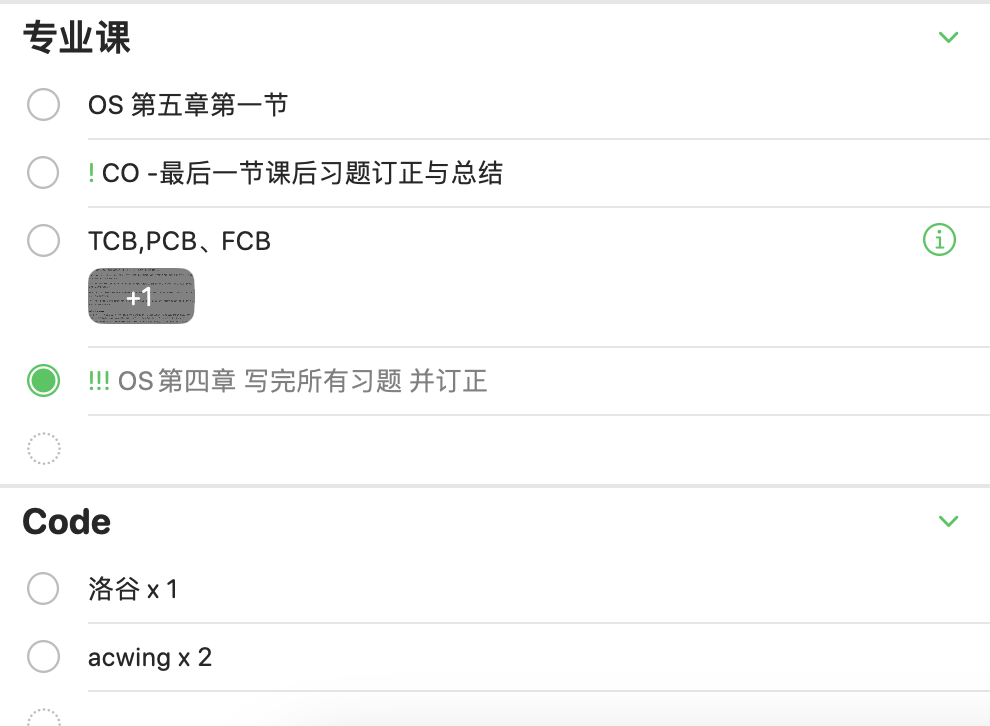 专业课
OS 第五章第一节
! CO -最后一节课后习题订正与总结
TCB,PCB、FCB
+1
!!! OS第四章 写完所有习题 并订正
Code
洛谷 x 1
acwing x 2